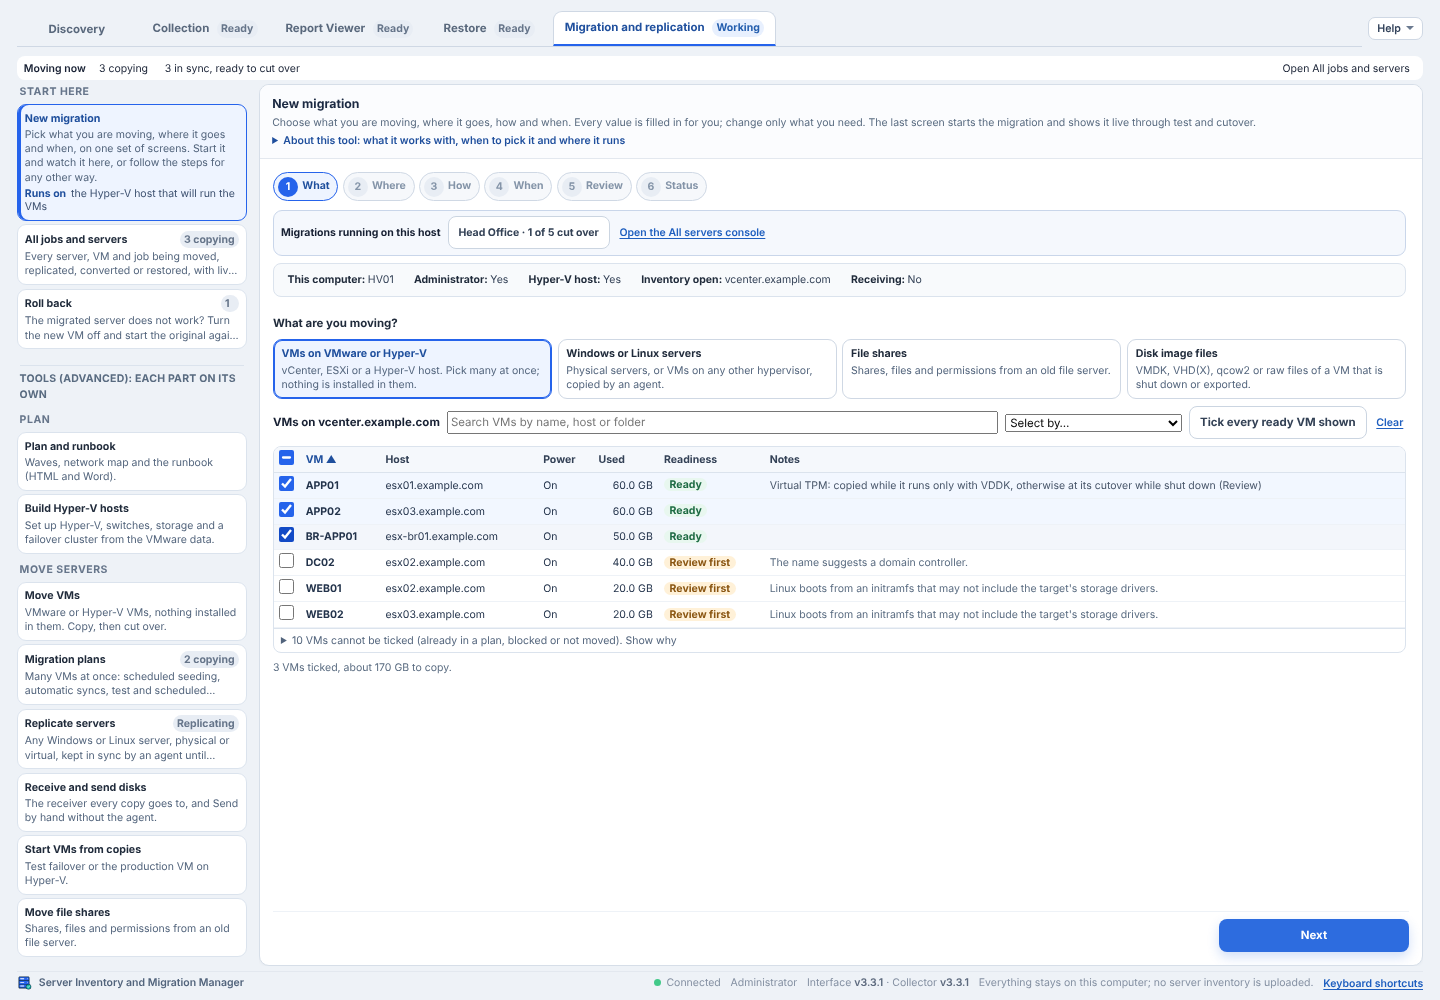 Discovery
Collection Ready
Report Viewer Ready
Restore Ready
Migration and replication Working
Help
Moving now 3 copying 3 in sync, ready to cut over
Open All jobs and servers
START HERE
New migration
Pick what you are moving, where it goes
and when, on one set of screens. Start it
and watch it here, or follow the steps for
any other way.
Runs on the Hyper-V host that will run the
VMs
All jobs and servers 3 copying
Every server, VM and job being moved,
replicated, converted or restored, with liv...
Roll back 1
The migrated server does not work? Turn
the new VM off and start the original agai...
TOOLS (ADVANCED): EACH PART ON ITS
OWN
PLAN
Plan and runbook
Waves, network map and the runbook
(HTML and Word).
Build Hyper-V hosts
Set up Hyper-V, switches, storage and a
failover cluster from the VMware data.
MOVE SERVERS
Move VMs
VMware or Hyper-V VMs, nothing installed
in them. Copy, then cut over.
Migration plans 2 copying
Many VMs at once: scheduled seeding,
automatic syncs, test and scheduled...
Replicate servers Replicating
Any Windows or Linux server, physical or
virtual, kept in sync by an agent until...
Receive and send disks
The receiver every copy goes to, and Send
by hand without the agent.
Start VMs from copies
Test failover or the production VM on
Hyper-V.
Move file shares
Shares, files and permissions from an old
file server.
New migration
Choose what you are moving, where it goes, how and when. Every value is filled in for you; change only what you need. The last screen starts the migration and shows it live through test and cutover.
About this tool: what it works with, when to pick it and where it runs
1 What
2 Where
3 How
4 When
5 Review
6 Status
Migrations running on this host
Head Office · 1 of 5 cut over
Open the All servers console
This computer: HV01 Administrator: Yes Hyper-V host: Yes Inventory open: vcenter.example.com Receiving: No
What are you moving?
VMs on VMware or Hyper-V
vCenter, ESXi or a Hyper-V host. Pick many at once;
nothing is installed in them.
Windows or Linux servers
Physical servers, or VMs on any other hypervisor,
copied by an agent.
File shares
Shares, files and permissions from an old file server.
Disk image files
VMDK, VHD(X), qcow2 or raw files of a VM that is
shut down or exported.
VMs on vcenter.example.com
Search VMs by name, host or folder
Select by...
Tick every ready VM shown
Clear
VM ▲ Host Power Used Readiness Notes
APP01 esx01.example.com On 60.0 GB Ready Virtual TPM: copied while it runs only with VDDK, otherwise at its cutover while shut down (Review)
APP02 esx03.example.com On 60.0 GB Ready
BR-APP01 esx-br01.example.com On 50.0 GB Ready
DC02 esx02.example.com On 40.0 GB Review first The name suggests a domain controller.
WEB01 esx02.example.com On 20.0 GB Review first Linux boots from an initramfs that may not include the target's storage drivers.
WEB02 esx03.example.com On 20.0 GB Review first Linux boots from an initramfs that may not include the target's storage drivers.
10 VMs cannot be ticked (already in a plan, blocked or not moved). Show why
3 VMs ticked, about 170 GB to copy.
Next
Server Inventory and Migration Manager
Connected Administrator Interface v3.3.1 · Collector v3.3.1 Everything stays on this computer; no server inventory is uploaded. Keyboard shortcuts